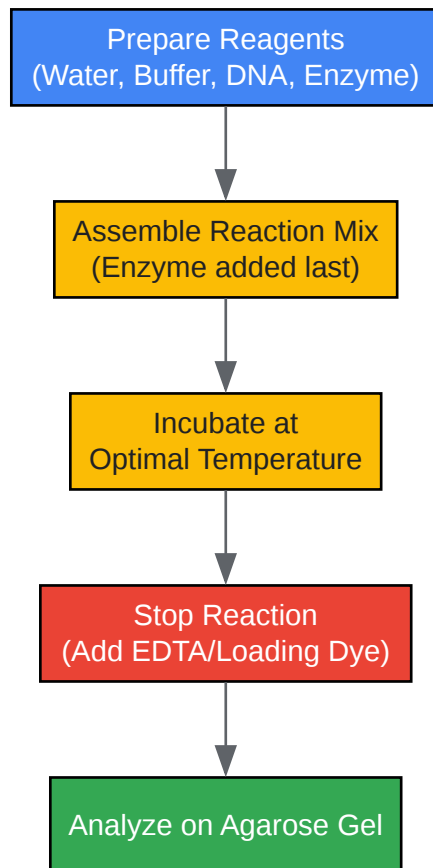 Prepare Reagents
(Water, Buffer, DNA, Enzyme)
Assemble Reaction Mix
(Enzyme added last)
Incubate at
Optimal Temperature
Stop Reaction
(Add EDTA/Loading Dye)
Analyze on Agarose Gel